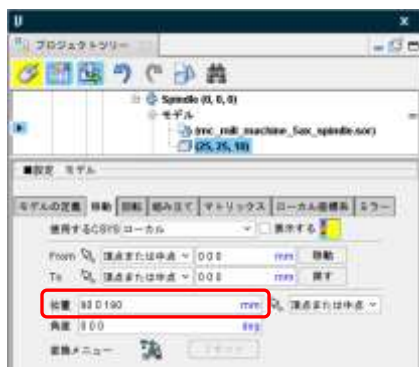 プロジェクトツリー
Spindle (0, 0, 0)
モデル
(mc_mill_machine_5ax_spindle.sor)
(25, 25, 10)
■設定 モデル
モデルの定義 移動 回転 組み立て マトリックス ローカル座標系 ミラー
使用するCSYS ローカル 表示する
From 頂点または中点 0 0 0 mm 移動
To 頂点または中点 0 0 0 mm 戻す
位置 mm 頂点または中点
角度 0 0 0 deg
変換メニュー リセット